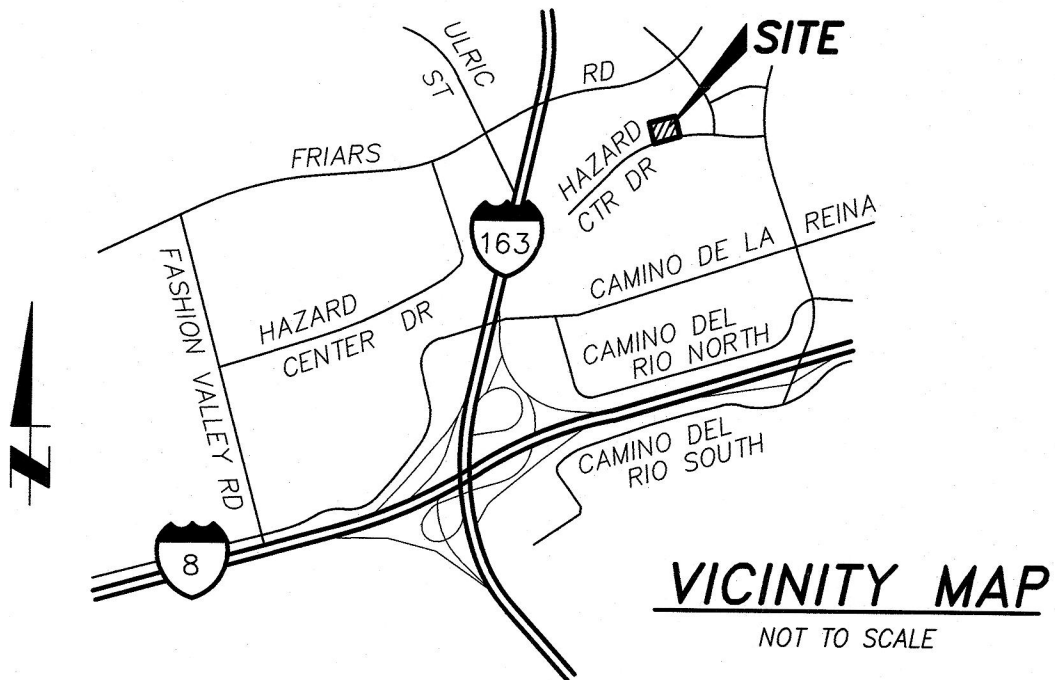 SITE
ULRIC
ST
RD
FRIARS
HAZARD
CTR DR
163
CAMINO DE LA REINA
FASHION VALLEY RD
HAZARD
CENTER DR
CAMINO DEL
RIO NORTH
N
CAMINO DEL
RIO SOUTH
8
VICINITY MAP
NOT TO SCALE